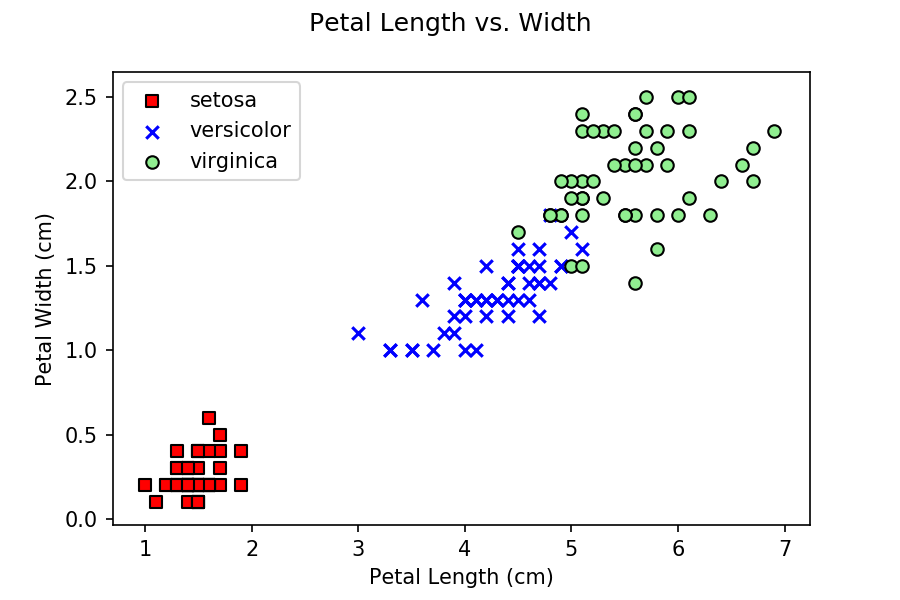 Petal Length vs. Width
setosa
versicolor
virginica
Petal Width (cm)
2.5
2.0
1.5
1.0
0.5
0.0
1 2 3 4 5 6 7
Petal Length (cm)